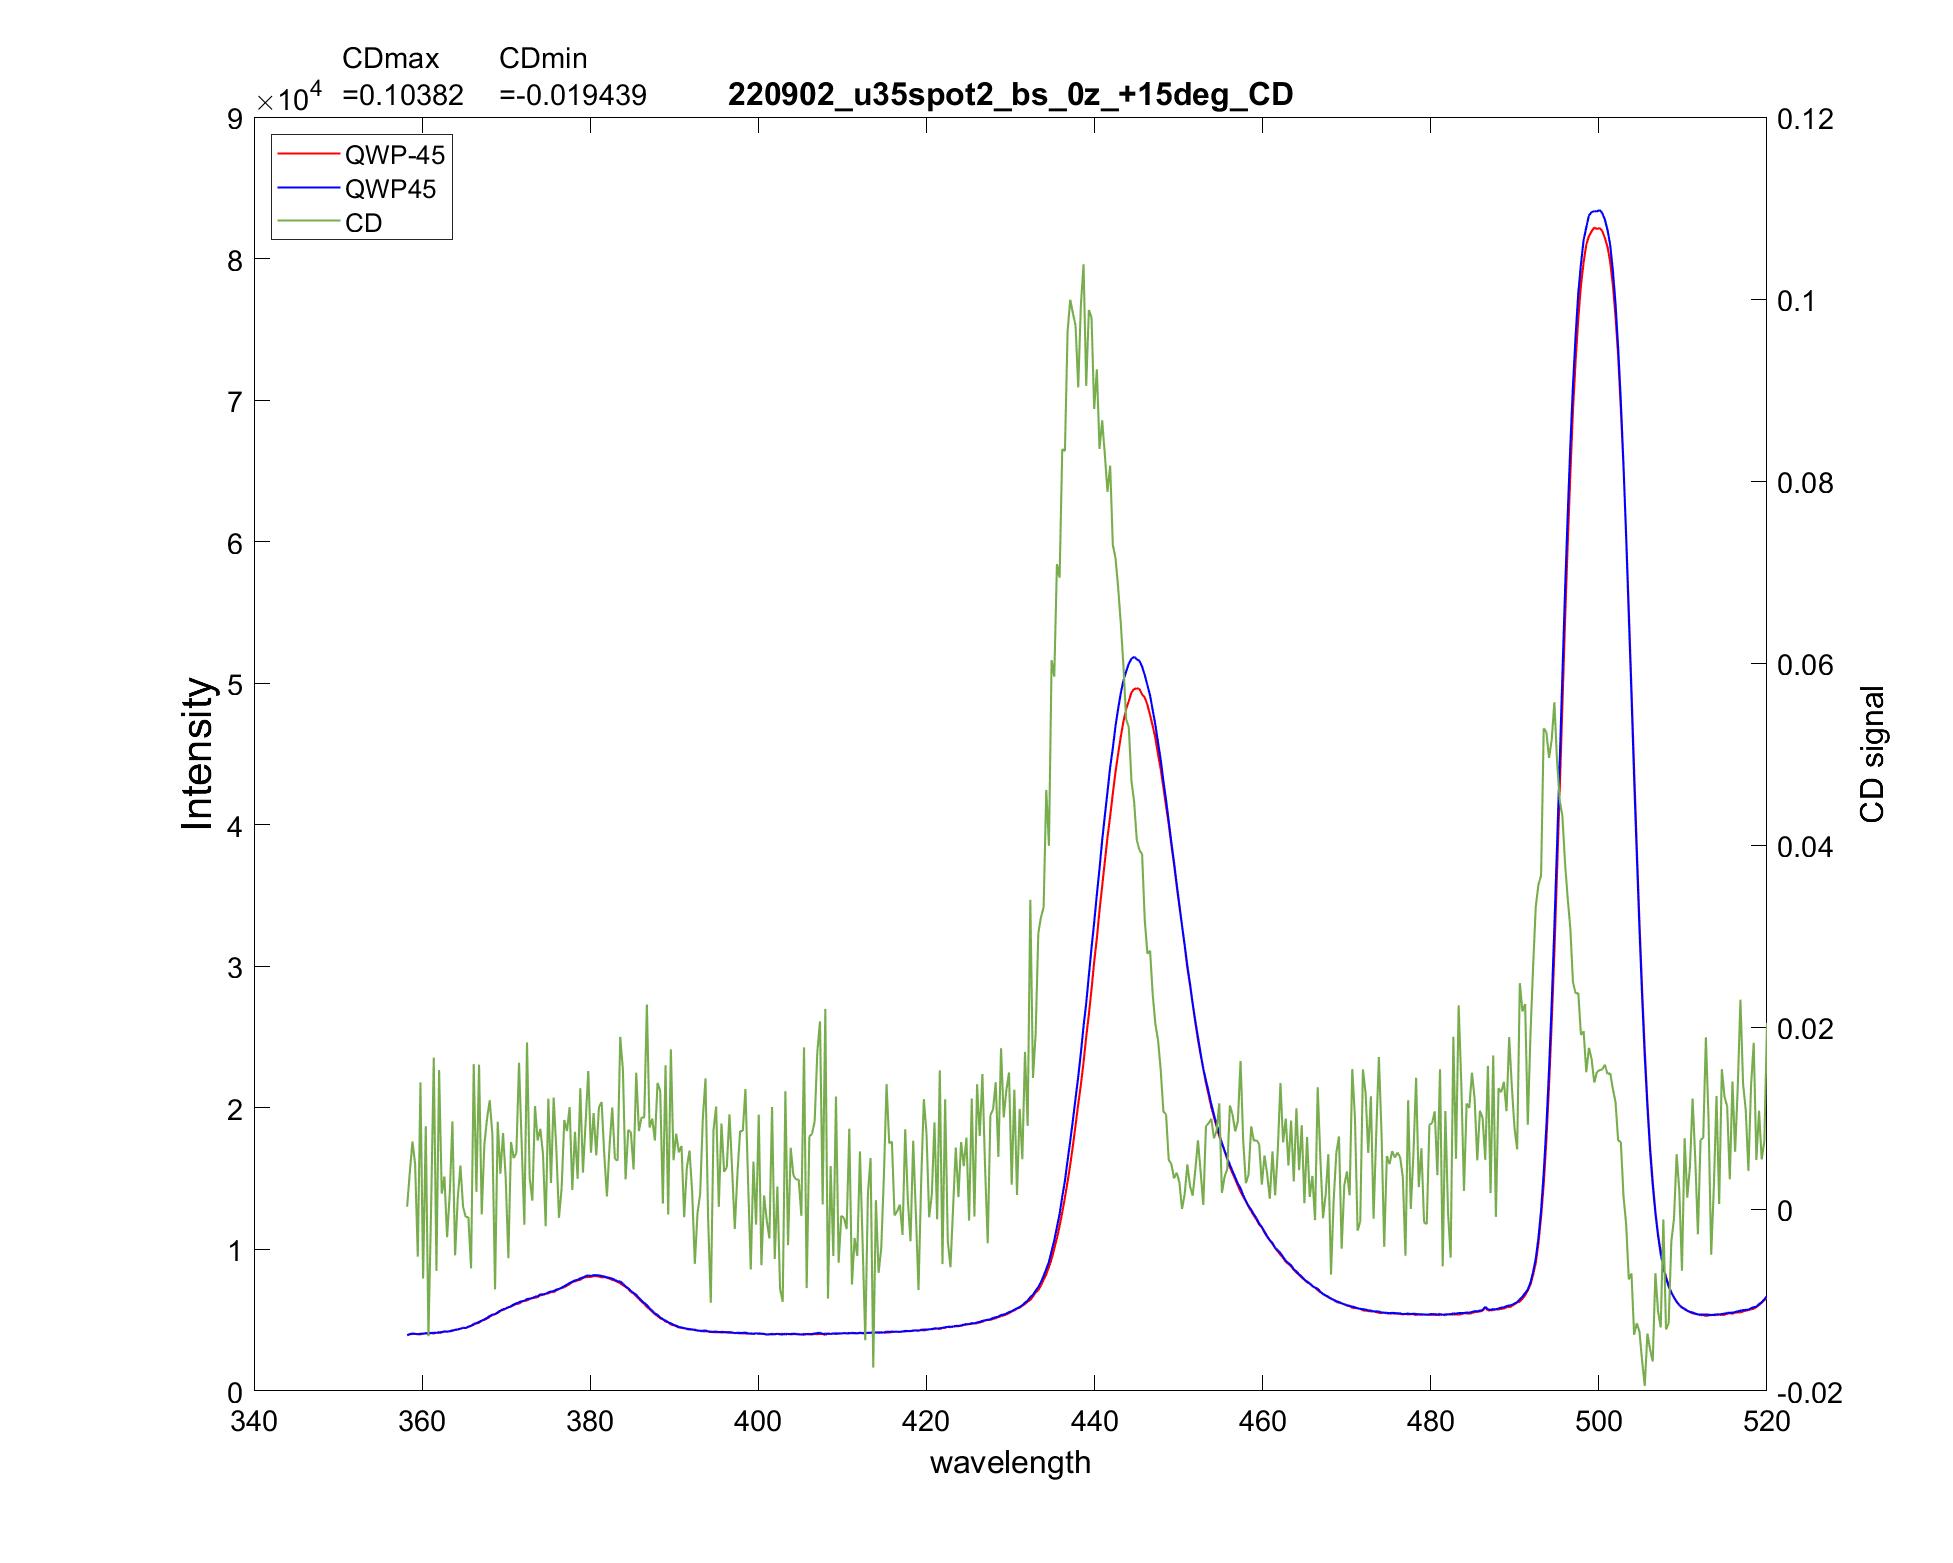 CDmax CDmin
=0.10382 =-0.019439
220902_u35spot2_bs_0z_+15deg_CD
×10⁴
QWP-45
QWP45
CD
9
8
7
6
5
4
3
2
1
0
Intensity
0.12
0.1
0.08
0.06
0.04
0.02
0
-0.02
CD signal
340 360 380 400 420 440 460 480 500 520
wavelength